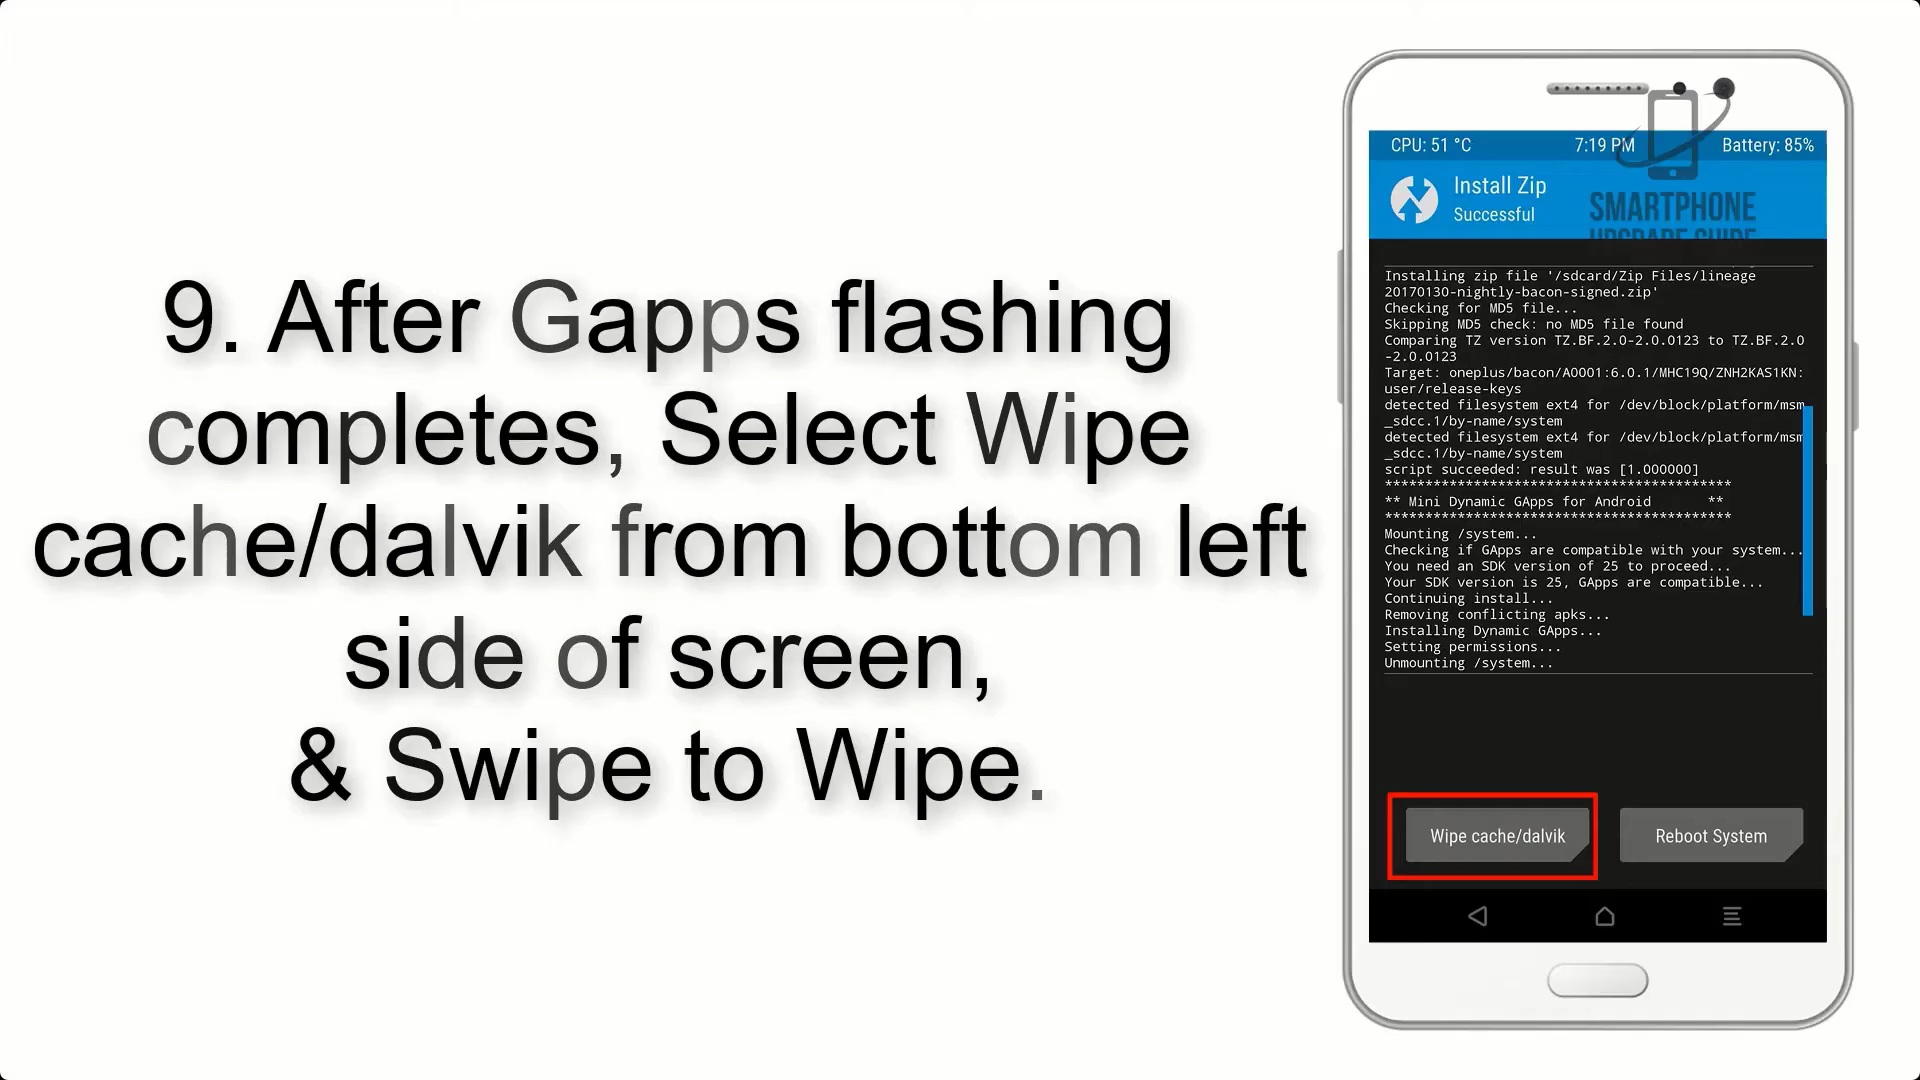 9. After Gapps flashing
completes, Select Wipe
cache/dalvik from bottom left
side of screen,
& Swipe to Wipe.
CPU: 51 °C 7:19 PM Battery: 85%
Install Zip
Successful
SMARTPHONE
UPGRADE GUIDE
Installing zip file '/sdcard/Zip Files/lineage
20170130-nightly-bacon-signed.zip'
Checking for MD5 file...
Skipping MD5 check: no MD5 file found
Comparing TZ version TZ.BF.2.0-2.0.0123 to TZ.BF.2.0
-2.0.0123
Target: oneplus/bacon/A0001:6.0.1/MHC19Q/ZNH2KAS1KN:
user/release-keys
detected filesystem ext4 for /dev/block/platform/msm
_sdcc.1/by-name/system
detected filesystem ext4 for /dev/block/platform/msm
_sdcc.1/by-name/system
script succeeded: result was [1.000000]
*******************************************
** Mini Dynamic GApps for Android **
*******************************************
Mounting /system...
Checking if GApps are compatible with your system...
You need an SDK version of 25 to proceed...
Your SDK version is 25, GApps are compatible...
Continuing install...
Removing conflicting apks...
Installing Dynamic GApps...
Setting permissions...
Unmounting /system...
Wipe cache/dalvik Reboot System